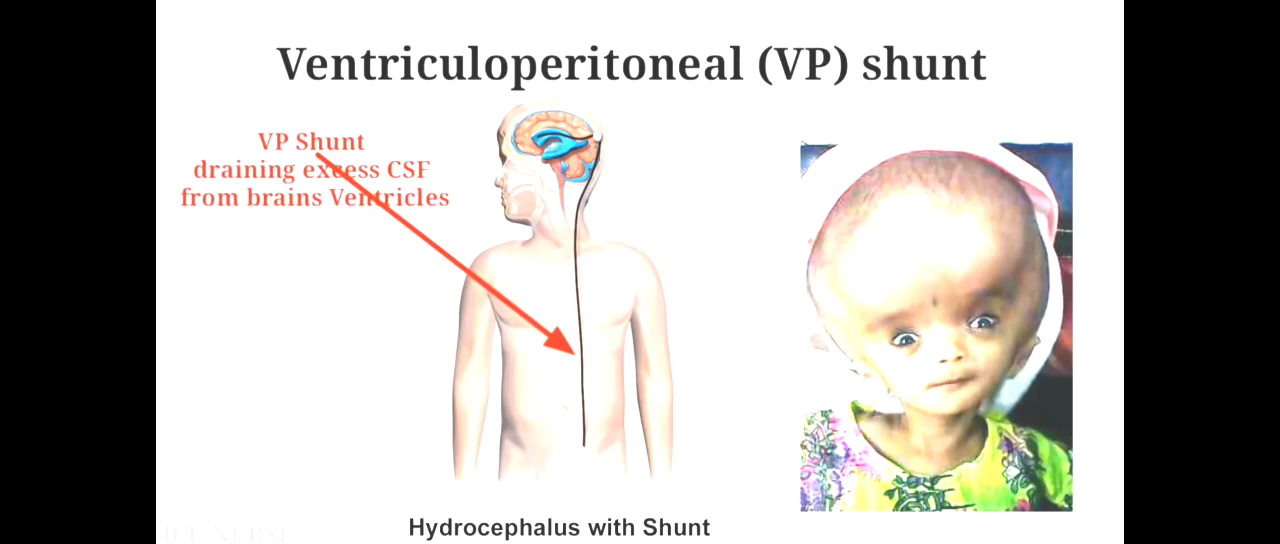 Ventriculoperitoneal (VP) shunt
VP Shunt
draining excess CSF
from brains Ventricles
Hydrocephalus with Shunt